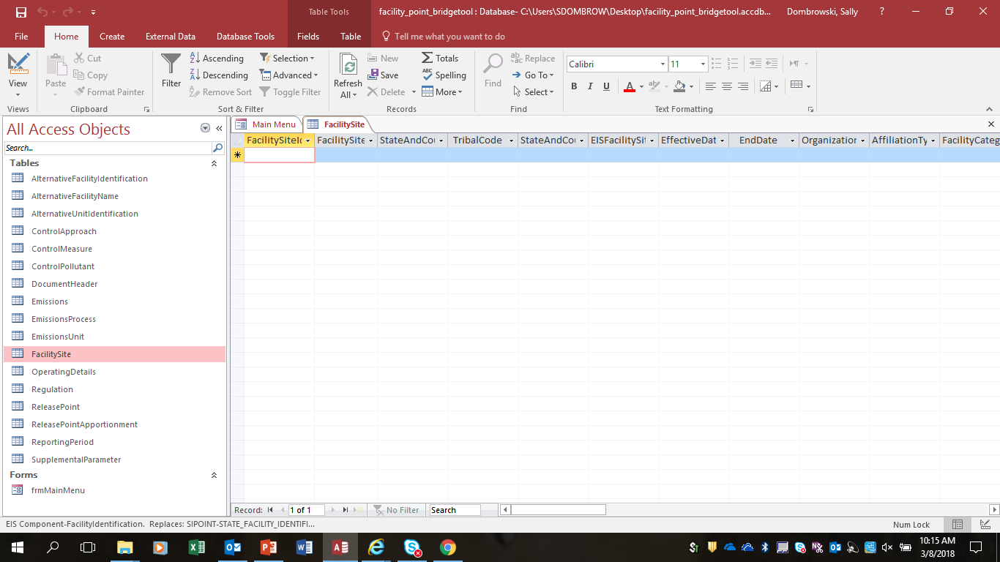 Table Tools
facility_point_bridgetool : Database- C:\Users\SDOMBROW\Desktop\facility_point_bridgetool.accdb...
Dombrowski, Sally
?
File Home Create External Data Database Tools Fields Table Tell me what you want to do
View
Views
Paste
Cut
Copy
Format Painter
Clipboard
Filter
Ascending
Descending
Remove Sort
Selection
Advanced
Toggle Filter
Sort & Filter
Refresh
All
New
Save
Delete
Totals
Spelling
More
Records
Find
Replace
Go To
Select
Find
Calibri 11
B I U A
Text Formatting
All Access Objects
Search...
Tables
AlternativeFacilityIdentification
AlternativeFacilityName
AlternativeUnitIdentification
ControlApproach
ControlMeasure
ControlPollutant
DocumentHeader
Emissions
EmissionsProcess
EmissionsUnit
FacilitySite
OperatingDetails
Regulation
ReleasePoint
ReleasePointApportionment
ReportingPeriod
SupplementalParameter
Forms
frmMainMenu
Main Menu FacilitySite
FacilitySiteId FacilitySite StateAndCou TribalCode StateAndCou EISFacilitySit EffectiveDat EndDate Organization AffiliationTy FacilityCateg
Record: 1 of 1 No Filter Search
EIS Component-FacilityIdentification. Replaces: SIPOINT-STATE_FACILITY_IDENTIFI...
Num Lock
10:15 AM
3/8/2018